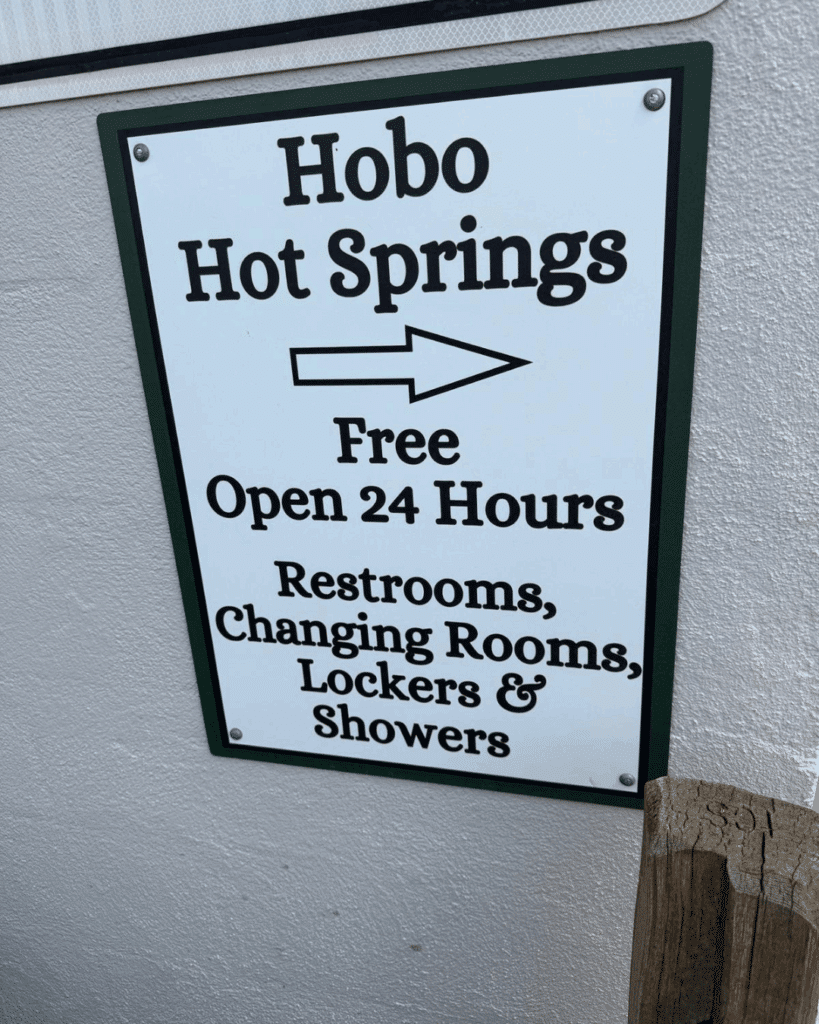 Hobo
Hot Springs
Free
Open 24 Hours
Restrooms,
Changing Rooms,
Lockers &
Showers